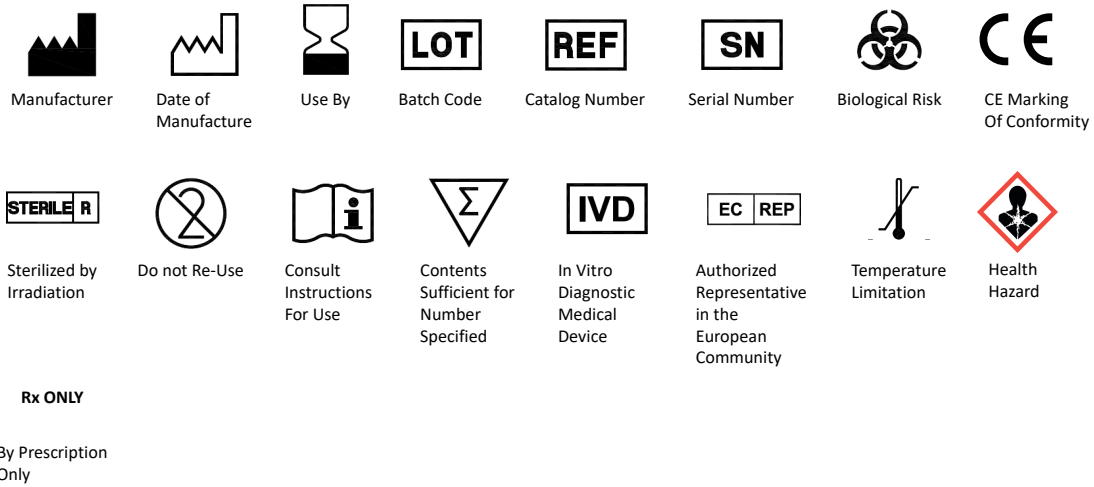 LOT
REF
SN
CE
Manufacturer
Date of
Manufacture
Use By
Batch Code
Catalog Number
Serial Number
Biological Risk
CE Marking
Of Conformity
STERILE R
2
i
Σ
IVD
EC REP
Sterilized by
Irradiation
Do not Re-Use
Consult
Instructions
For Use
Contents
Sufficient for
Number
Specified
In Vitro
Diagnostic
Medical
Device
Authorized
Representative
in the
European
Community
Temperature
Limitation
Health
Hazard
Rx ONLY
By Prescription
Only